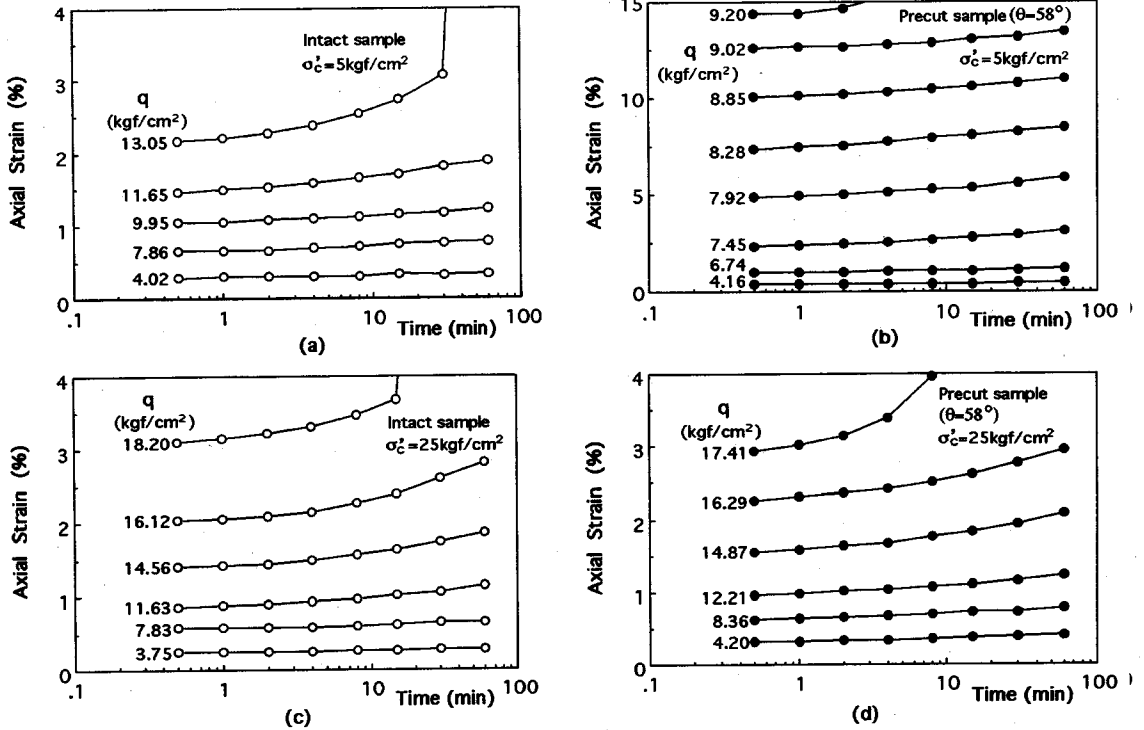 4
3
2
1
0
Axial Strain (%)
Intact sample
σ'c=5kgf/cm²
q
(kgf/cm²)
13.05
11.65
9.95
7.86
4.02
.1
1
10
100
Time (min)
(a)
15
10
5
0
Axial Strain (%)
Precut sample (θ=58°)
σ'c=5kgf/cm²
q
(kgf/cm²)
9.20
9.02
8.85
8.28
7.92
7.45
6.74
4.16
.1
1
10
100
Time (min)
(b)
4
3
2
1
0
Axial Strain (%)
Intact sample
σ'c=25kgf/cm²
q
(kgf/cm²)
18.20
16.12
14.56
11.63
7.83
3.75
.1
1
10
100
Time (min)
(c)
4
3
2
1
0
Axial Strain (%)
Precut sample
(θ=58°)
σ'c=25kgf/cm²
q
(kgf/cm²)
17.41
16.29
14.87
12.21
8.36
4.20
.1
1
10
100
Time (min)
(d)